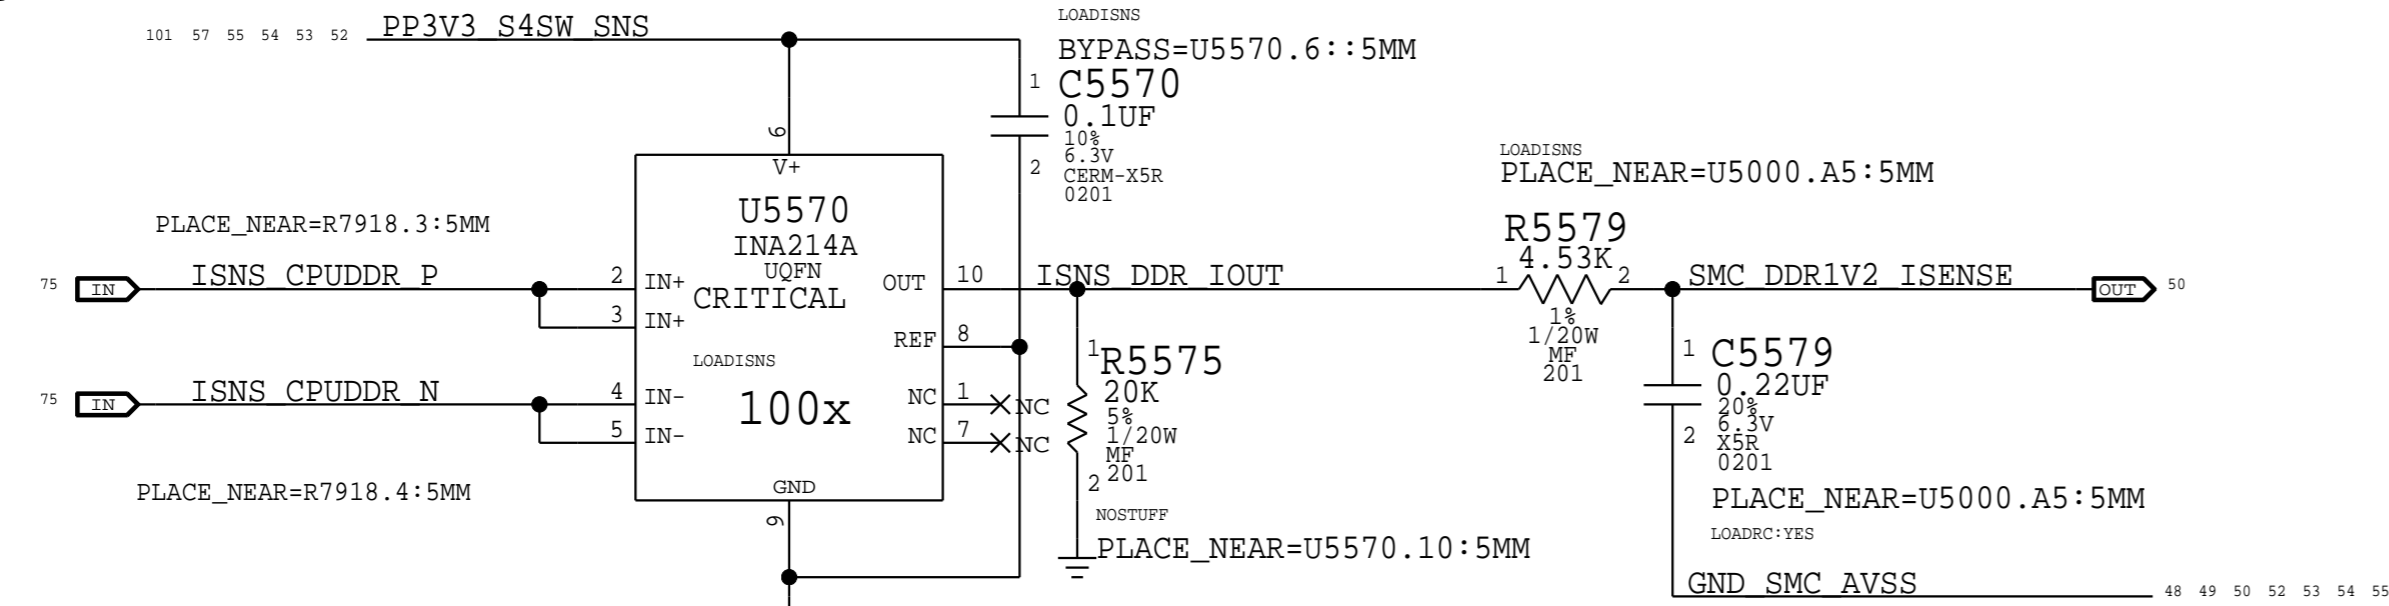 101 57 55 54 53 52 PP3V3_S4SW_SNS
LOADISNS
BYPASS=U5570.6::5MM
1 C5570
0.1UF
10%
6.3V
2 CERM-X5R
0201
6
V+
U5570
INA214A
UQFN
CRITICAL
LOADISNS
100x
PLACE_NEAR=R7918.3:5MM
75 IN ISNS_CPUDDR_P 2 IN+
3 IN+
75 IN ISNS_CPUDDR_N 4 IN-
5 IN-
PLACE_NEAR=R7918.4:5MM
OUT 10 ISNS_DDR_IOUT
REF 8
NC 1 NC
NC 7 NC
GND
9
1 R5575
20K
5%
1/20W
MF
2 201
NOSTUFF
PLACE_NEAR=U5570.10:5MM
LOADISNS
PLACE_NEAR=U5000.A5:5MM
R5579
4.53K
1 2
1%
1/20W
MF
201
SMC_DDR1V2_ISENSE OUT 50
1 C5579
0.22UF
20%
6.3V
2 X5R
0201
PLACE_NEAR=U5000.A5:5MM
LOADRC:YES
GND_SMC_AVSS 48 49 50 52 53 54 55